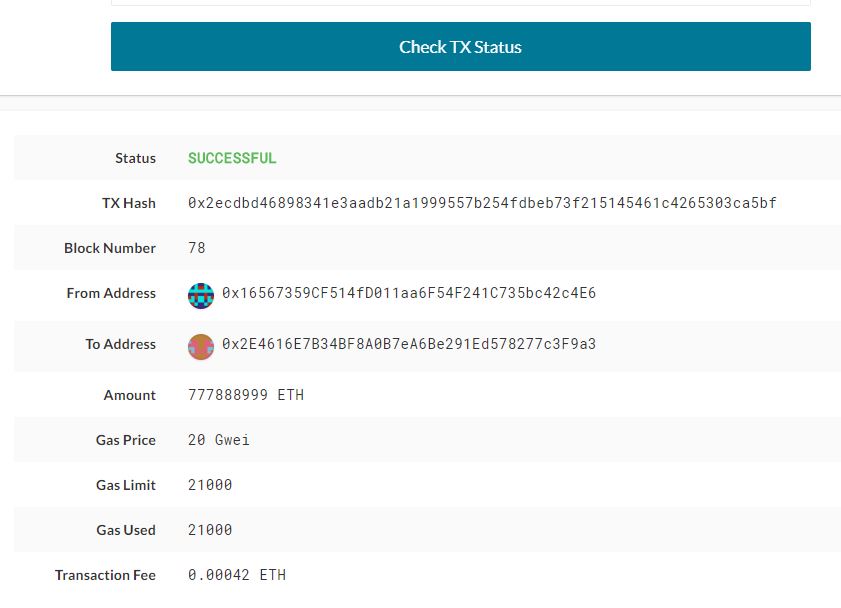 Check TX Status
Status SUCCESSFUL
TX Hash 0x2ecdbd46898341e3aadb21a1999557b254fdbeb73f215145461c4265303ca5bf
Block Number 78
From Address 0x16567359CF514fD011aa6F54F241C735bc42c4E6
To Address 0x2E4616E7B34BF8A0B7eA6Be291Ed578277c3F9a3
Amount 777888999 ETH
Gas Price 20 Gwei
Gas Limit 21000
Gas Used 21000
Transaction Fee 0.00042 ETH